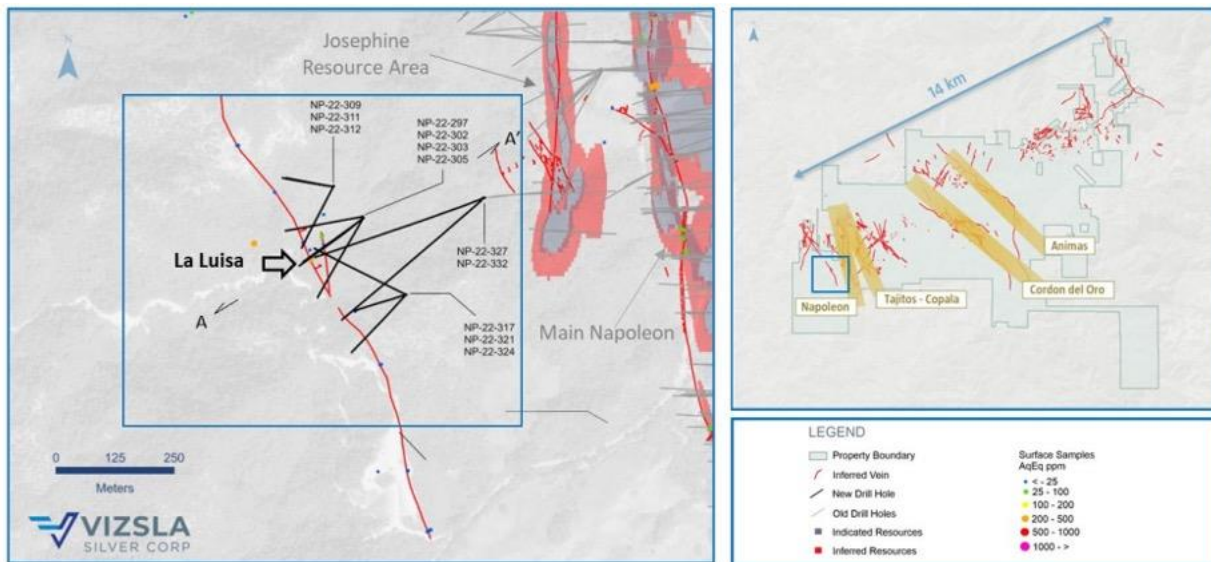 Josephine
Resource Area
NP-22-309
NP-22-311
NP-22-312
NP-22-297
NP-22-302
NP-22-303
NP-22-305
A'
La Luisa
A
NP-22-327
NP-22-332
NP-22-317
NP-22-321
NP-22-324
Main Napoleon
0 125 250
Meters
VIZSLA
SILVER CORP
14 km
Animas
Cordon del Oro
Tajitos - Copala
Napoleon
LEGEND
Property Boundary
Inferred Vein
New Drill Hole
Old Drill Holes
Indicated Resources
Inferred Resources
Surface Samples
AqEq ppm
< - 25
25 - 100
100 - 200
200 - 500
500 - 1000
1000 - >